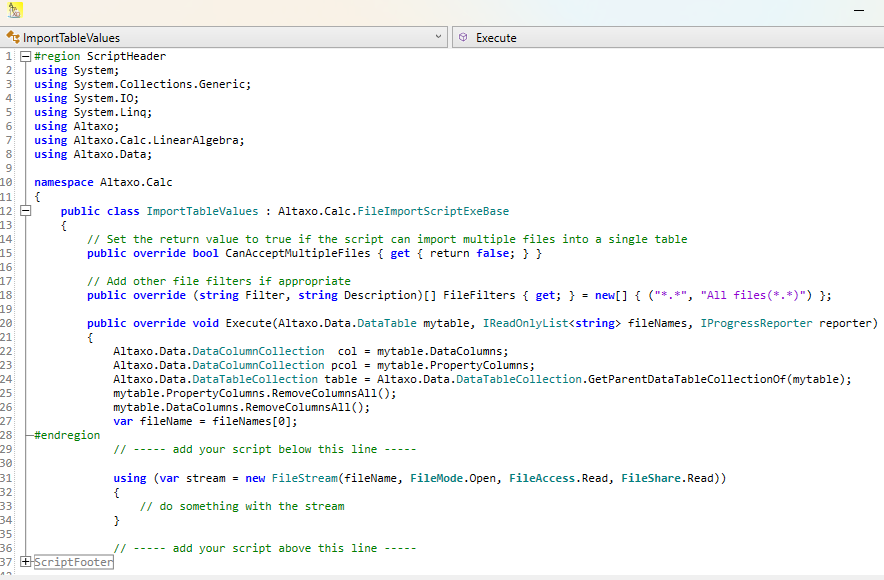 ImportTableValues Execute
1 #region ScriptHeader
2 using System;
3 using System.Collections.Generic;
4 using System.IO;
5 using System.Linq;
6 using Altaxo;
7 using Altaxo.Calc.LinearAlgebra;
8 using Altaxo.Data;
9
10 namespace Altaxo.Calc
11 {
12 public class ImportTableValues : Altaxo.Calc.FileImportScriptExeBase
13 {
14 // Set the return value to true if the script can import multiple files into a single table
15 public override bool CanAcceptMultipleFiles { get { return false; } }
16
17 // Add other file filters if appropriate
18 public override (string Filter, string Description)[] FileFilters { get; } = new[] { ("*.*", "All files(*.*)") };
19
20 public override void Execute(Altaxo.Data.DataTable mytable, IReadOnlyList<string> fileNames, IProgressReporter reporter)
21 {
22 Altaxo.Data.DataColumnCollection  col = mytable.DataColumns;
23 Altaxo.Data.DataColumnCollection pcol = mytable.PropertyColumns;
24 Altaxo.Data.DataTableCollection table = Altaxo.Data.DataTableCollection.GetParentDataTableCollectionOf(mytable);
25 mytable.PropertyColumns.RemoveColumnsAll();
26 mytable.DataColumns.RemoveColumnsAll();
27 var fileName = fileNames[0];
28 #endregion
29 // ----- add your script below this line -----
30
31 using (var stream = new FileStream(fileName, FileMode.Open, FileAccess.Read, FileShare.Read))
32 {
33 // do something with the stream
34 }
35
36 // ----- add your script above this line -----
37 ScriptFooter